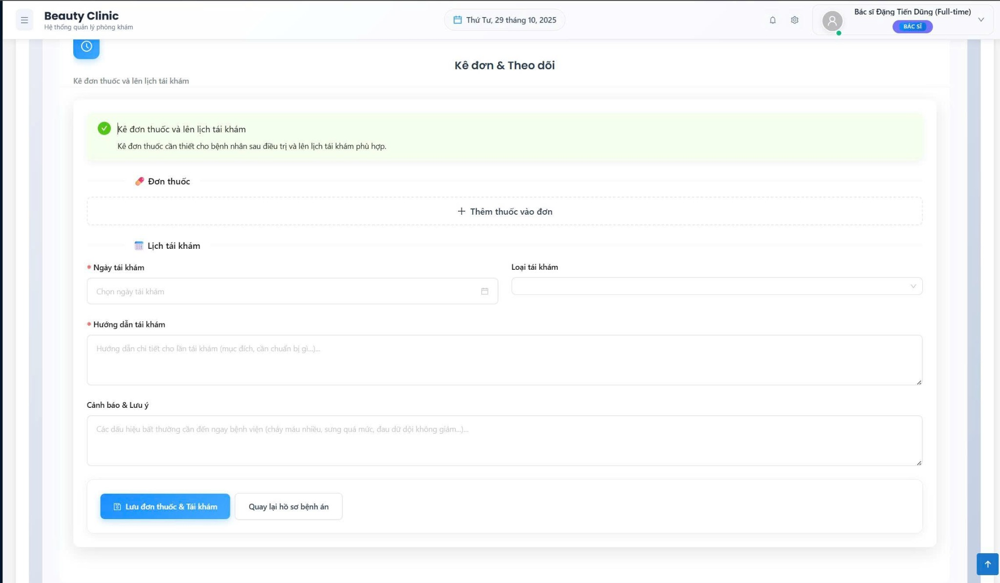 Beauty Clinic
Hệ thống quản lý phòng khám
Thứ Tư, 29 tháng 10, 2025
Bác sĩ Đặng Tiến Dũng (Full-time)
BÁC SĨ
Kê đơn & Theo dõi
Kê đơn thuốc và lên lịch tái khám
Kê đơn thuốc và lên lịch tái khám
Kê đơn thuốc cần thiết cho bệnh nhân sau điều trị và lên lịch tái khám phù hợp.
Đơn thuốc
+ Thêm thuốc vào đơn
Lịch tái khám
* Ngày tái khám
Loại tái khám
Chọn ngày tái khám
* Hướng dẫn tái khám
Hướng dẫn chi tiết cho lần tái khám (mục đích, cần chuẩn bị gì...)...
Cảnh báo & Lưu ý
Các dấu hiệu bất thường cần đến ngay bệnh viện (chảy máu nhiều, sưng quá mức, đau dữ dội không giảm...)...
Lưu đơn thuốc & Tái khám
Quay lại hồ sơ bệnh án